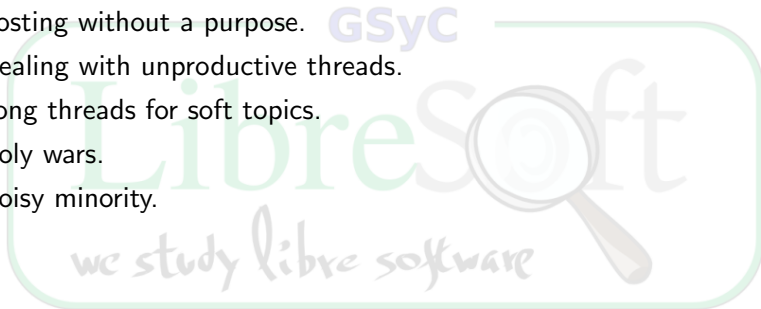 osting without a purpose.
GSyC
ealing with unproductive threads.
ong threads for soft topics.
oly wars.
oisy minority.
LibreSoft
we study libre software